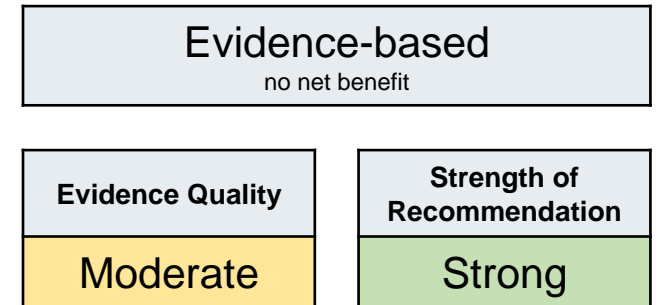 Evidence-based
no net benefit
Evidence Quality
Strength of
Recommendation
Moderate
Strong